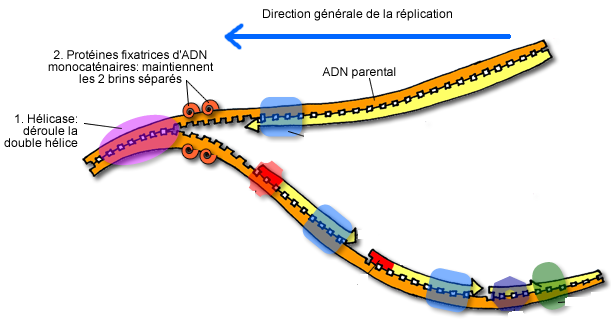 Direction générale de la réplication
2. Protéines fixatrices d'ADN
monocaténaires: maintiennent
les 2 brins séparés
ADN parental
1. Hélicase:
déroule la
double hélice